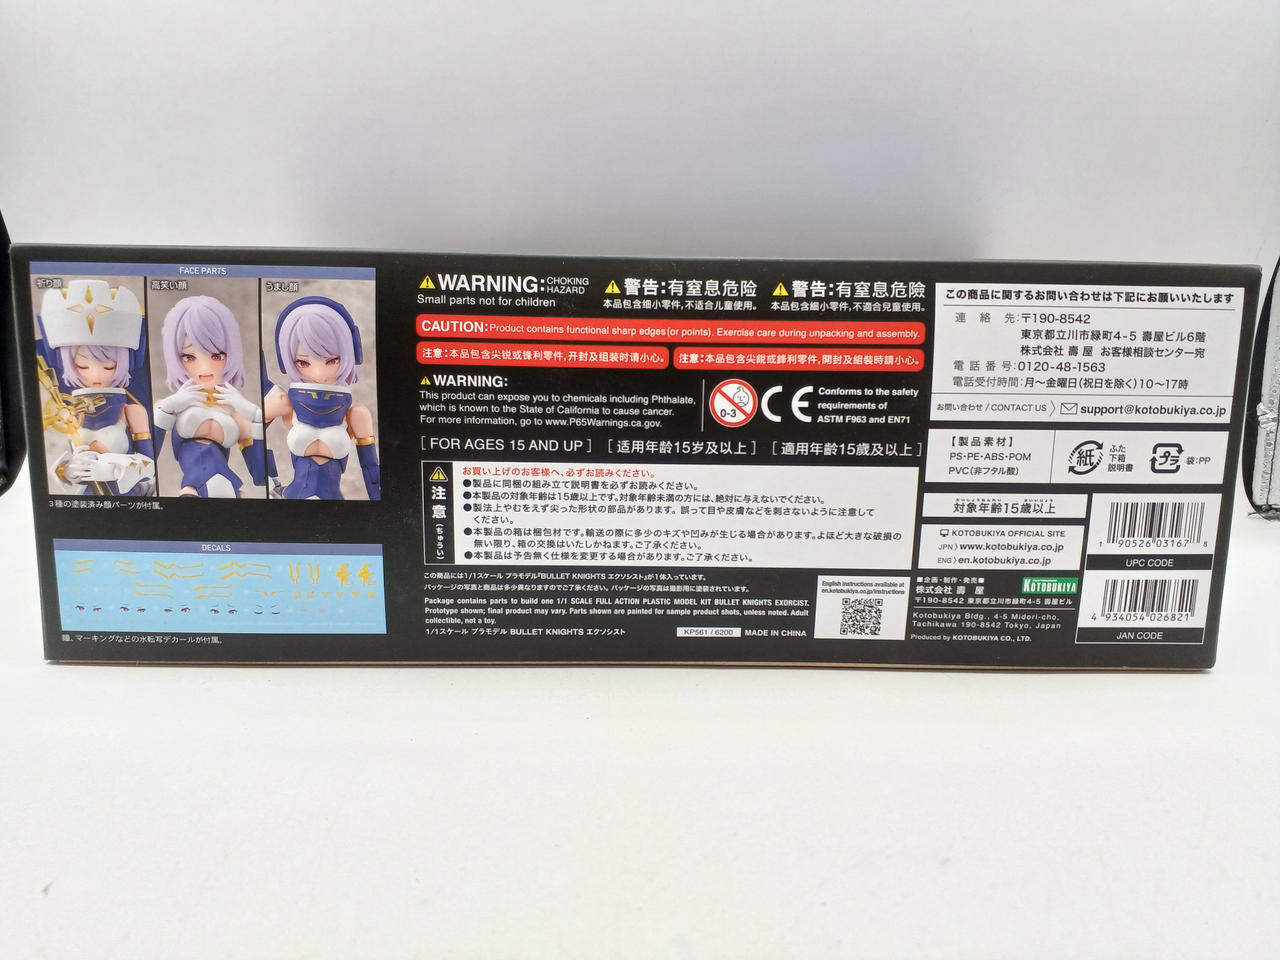 FACE PARTS
祈り顔
高笑い顔
うまし顔
3種の塗装済み顔パーツが付属。
DECALS
瞳、マーキングなどの水転写デカールが付属。
WARNING: CHOKING HAZARD
Small parts not for children
警告:有窒息危险
本品包含细小零件,不适合儿童使用。
警告:有窒息危險
本品包含細小零件,不適合兒童使用。
CAUTION: Product contains functional sharp edges(or points). Exercise care during unpacking and assembly.
注意:本品包含尖锐或锋利零件,开封及组装时请小心。
注意:本品包含尖銳或鋒利零件,開封及組裝時請小心。
WARNING:
This product can expose you to chemicals including Phthalate,
which is known to the State of California to cause cancer.
For more information, go to www.P65Warnings.ca.gov.
0-3
CE
Conforms to the safety
requirements of
ASTM F963 and EN71
[ FOR AGES 15 AND UP ]
[ 适用年龄15岁及以上 ]
[ 適用年齡15歲及以上 ]
注意(ちゅうい)
お買い上げのお客様へ、必ずお読みください。
●製品に同梱の組み立て説明書を必ずお読みください。
●本製品の対象年齢は15歳以上です。対象年齢未満の方には、絶対に与えないでください。
●製法上やむをえず尖った形状の部品があります。誤って目や皮膚などを刺さないように注意して
ください。
●本製品の箱は梱包材です。輸送の際に多少のキズや凹みが生じる場合があります。よほど大きな破損の
無い限り、箱の交換はいたしかねます。ご了承ください。
●本製品は予告無く仕様を変更する場合があります。ご了承ください。
この商品には1/1スケール プラモデル『BULLET KNIGHTS エクソシスト』が1体入っています。
パッケージの写真と商品は多少異なりますのでご了承ください。パッケージの写真は撮影用に塗装されています。
Package contains parts to build one 1/1 SCALE FULL ACTION PLASTIC MODEL KIT BULLET KNIGHTS EXORCIST.
Prototype shown; final product may vary. Parts shown are painted for sample product shots, unless noted. Adult
collectible, not a toy.
1/1スケール プラモデル BULLET KNIGHTS エクソシスト
KP561 / 6200
MADE IN CHINA
English instructions available at
en.kotobukiya.co.jp/instructions
この商品に関するお問い合わせは下記にお願いいたします
連絡先:〒190-8542
東京都立川市緑町4-5 壽屋ビル6階
株式会社 壽屋 お客様相談センター宛
電話番号:0120-48-1563
電話受付時間:月〜金曜日(祝日を除く)10〜17時
お問い合わせ / CONTACT US 〉 support@kotobukiya.co.jp
【製品素材】
PS・PE・ABS・POM
PVC(非フタル酸)
紙
ふた
下箱
説明書
プラ
袋:PP
たいしょうねんれい さいいじょう
対象年齢15歳以上
KOTOBUKIYA OFFICIAL SITE
JPN 〉 www.kotobukiya.co.jp
ENG 〉 en.kotobukiya.co.jp
■企画・制作・発売■
株式会社 壽 屋
KOTOBUKIYA
〒190-8542 東京都立川市緑町4-5 壽屋ビル
Kotobukiya Bldg., 4-5 Midori-cho,
Tachikawa 190-8542 Tokyo, Japan
Produced by KOTOBUKIYA CO., LTD.
1 90526 03167 8
UPC CODE
4 934054 026821
JAN CODE